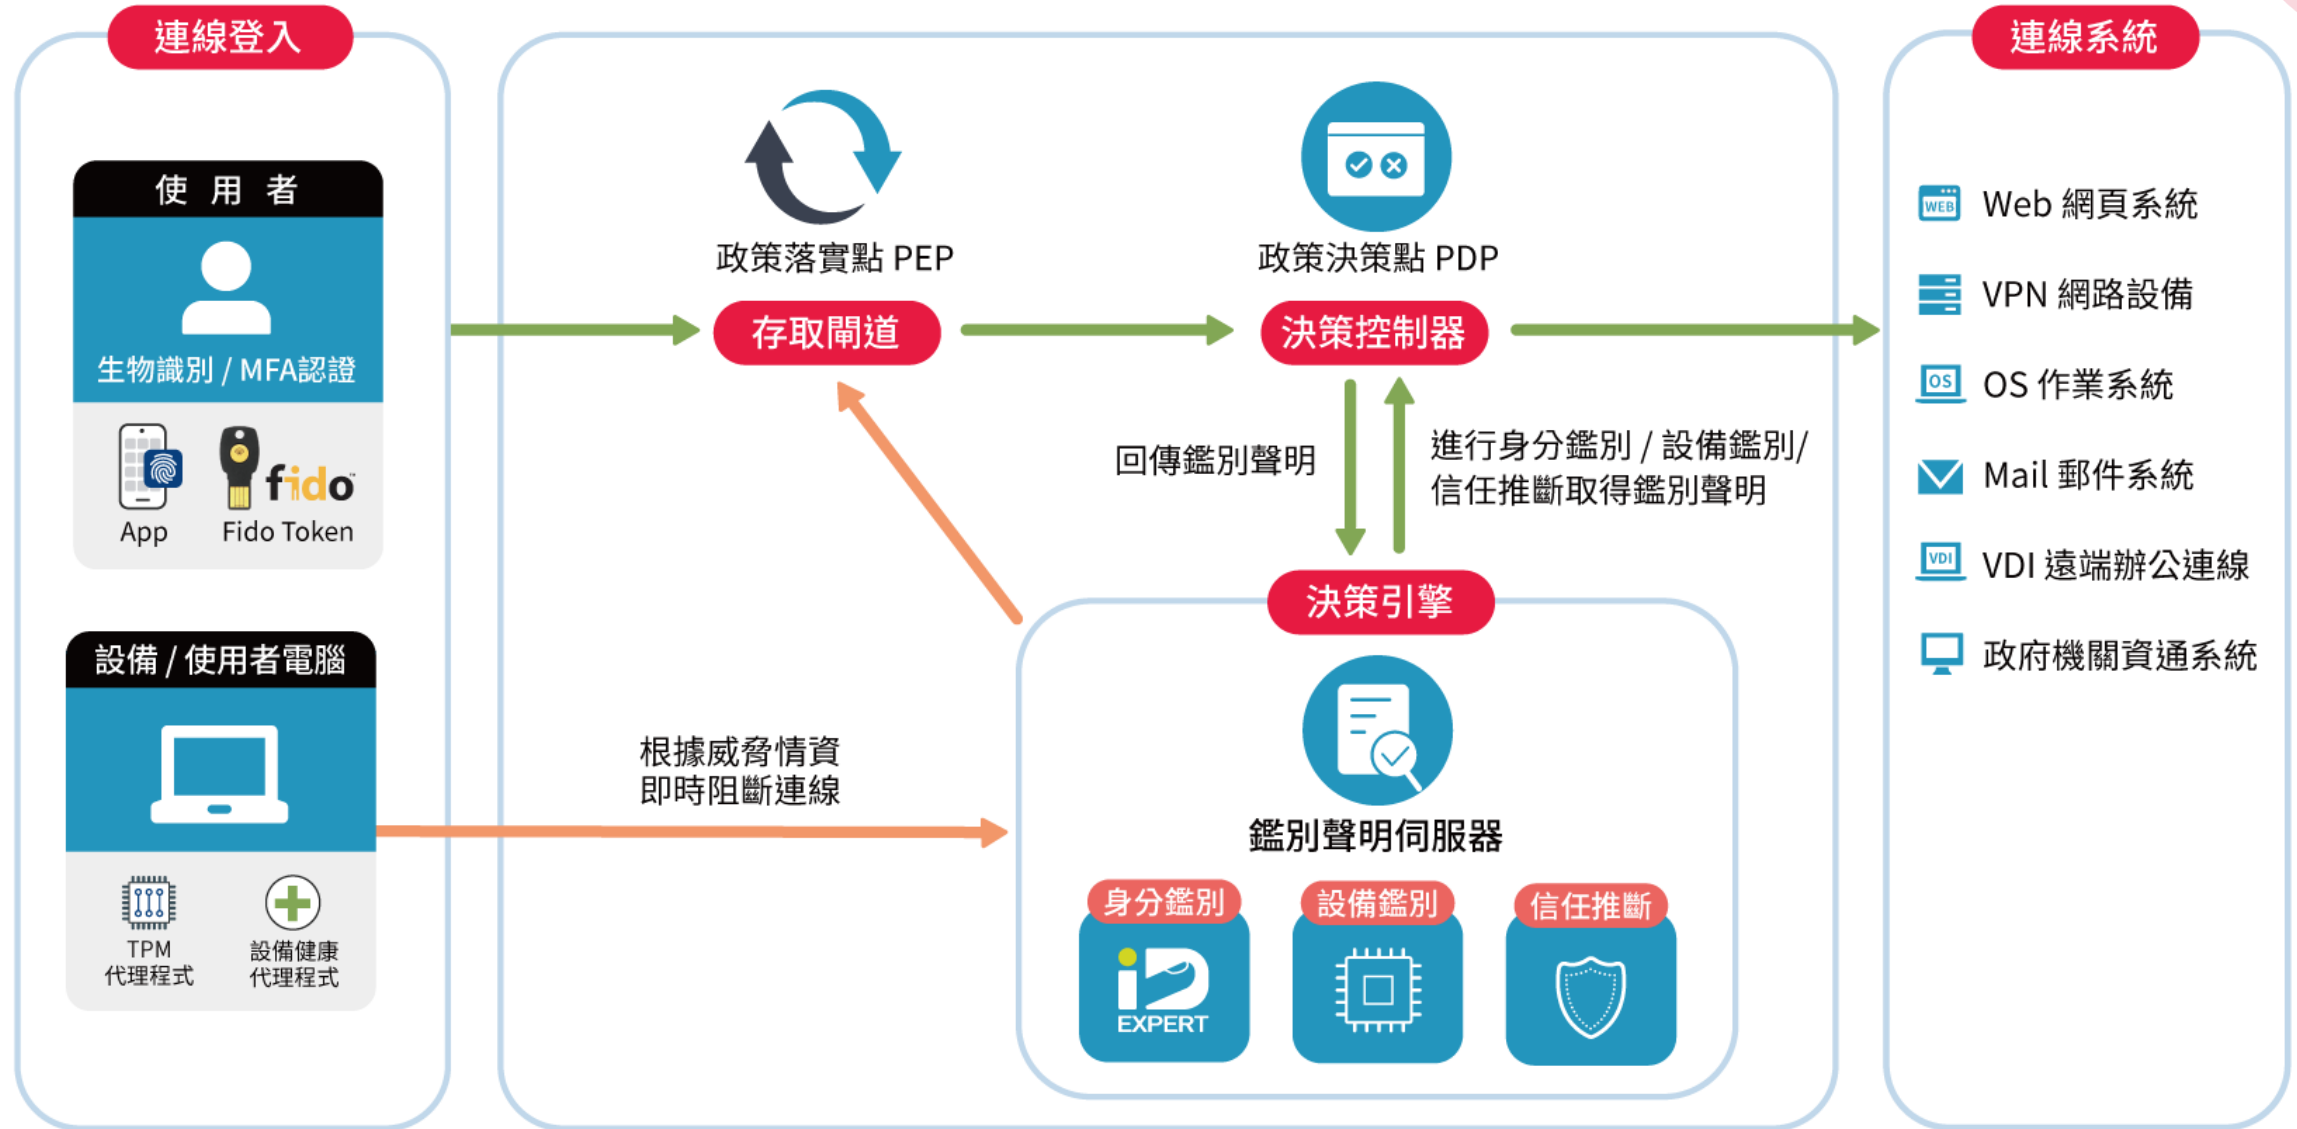 連線登入
使用者
生物識別 / MFA認證
fido
App
Fido Token
設備 / 使用者電腦
TPM
代理程式
設備健康
代理程式
政策落實點 PEP
存取閘道
政策決策點 PDP
決策控制器
回傳鑑別聲明
進行身分鑑別 / 設備鑑別/
信任推斷取得鑑別聲明
根據威脅情資
即時阻斷連線
決策引擎
鑑別聲明伺服器
身分鑑別
iD
EXPERT
設備鑑別
信任推斷
連線系統
WEB
Web 網頁系統
VPN 網路設備
OS
OS 作業系統
Mail 郵件系統
VDI
VDI 遠端辦公連線
政府機關資通系統